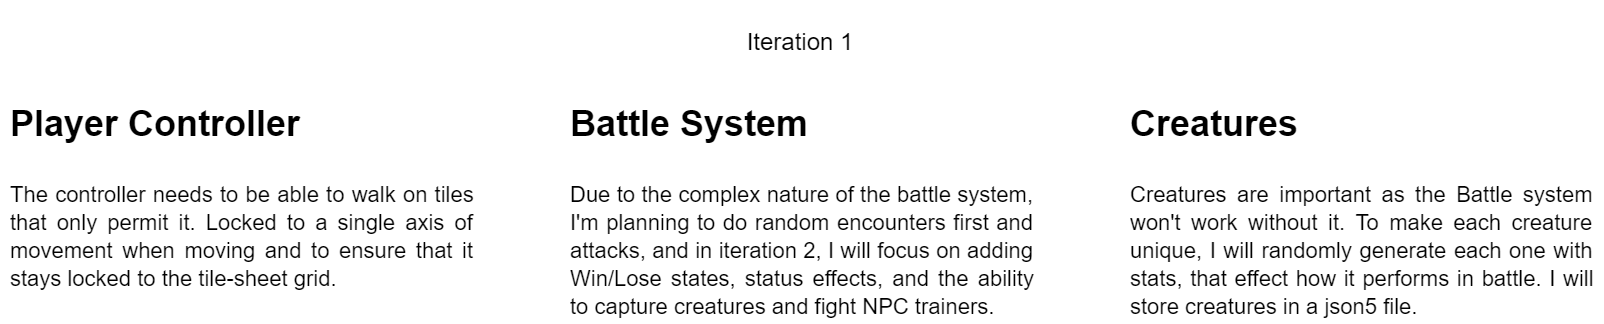 Iteration 1
Player Controller
The controller needs to be able to walk on tiles
that only permit it. Locked to a single axis of
movement when moving and to ensure that it
stays locked to the tile-sheet grid.
Battle System
Due to the complex nature of the battle system,
I'm planning to do random encounters first and
attacks, and in iteration 2, I will focus on adding
Win/Lose states, status effects, and the ability
to capture creatures and fight NPC trainers.
Creatures
Creatures are important as the Battle system
won't work without it. To make each creature
unique, I will randomly generate each one with
stats, that effect how it performs in battle. I will
store creatures in a json5 file.